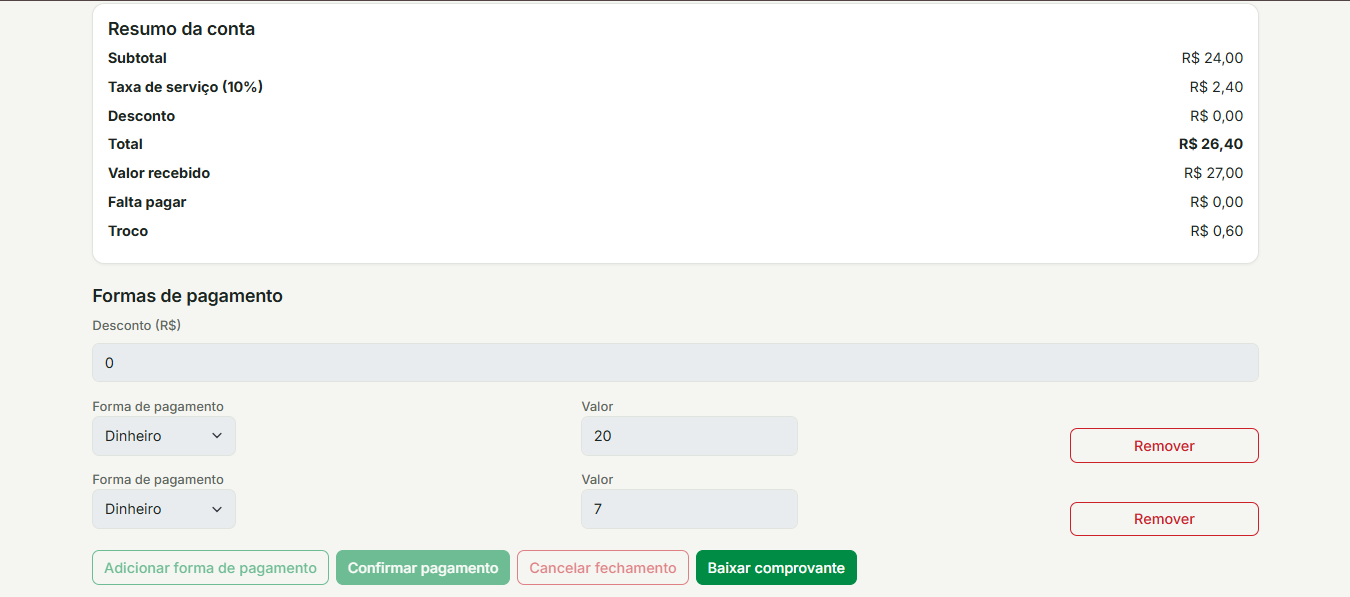 Resumo da conta
Subtotal R$ 24,00
Taxa de serviço (10%) R$ 2,40
Desconto R$ 0,00
Total R$ 26,40
Valor recebido R$ 27,00
Falta pagar R$ 0,00
Troco R$ 0,60
Formas de pagamento
Desconto (R$)
0
Forma de pagamento Valor
Dinheiro 20 Remover
Forma de pagamento Valor
Dinheiro 7 Remover
Adicionar forma de pagamento Confirmar pagamento Cancelar fechamento Baixar comprovante